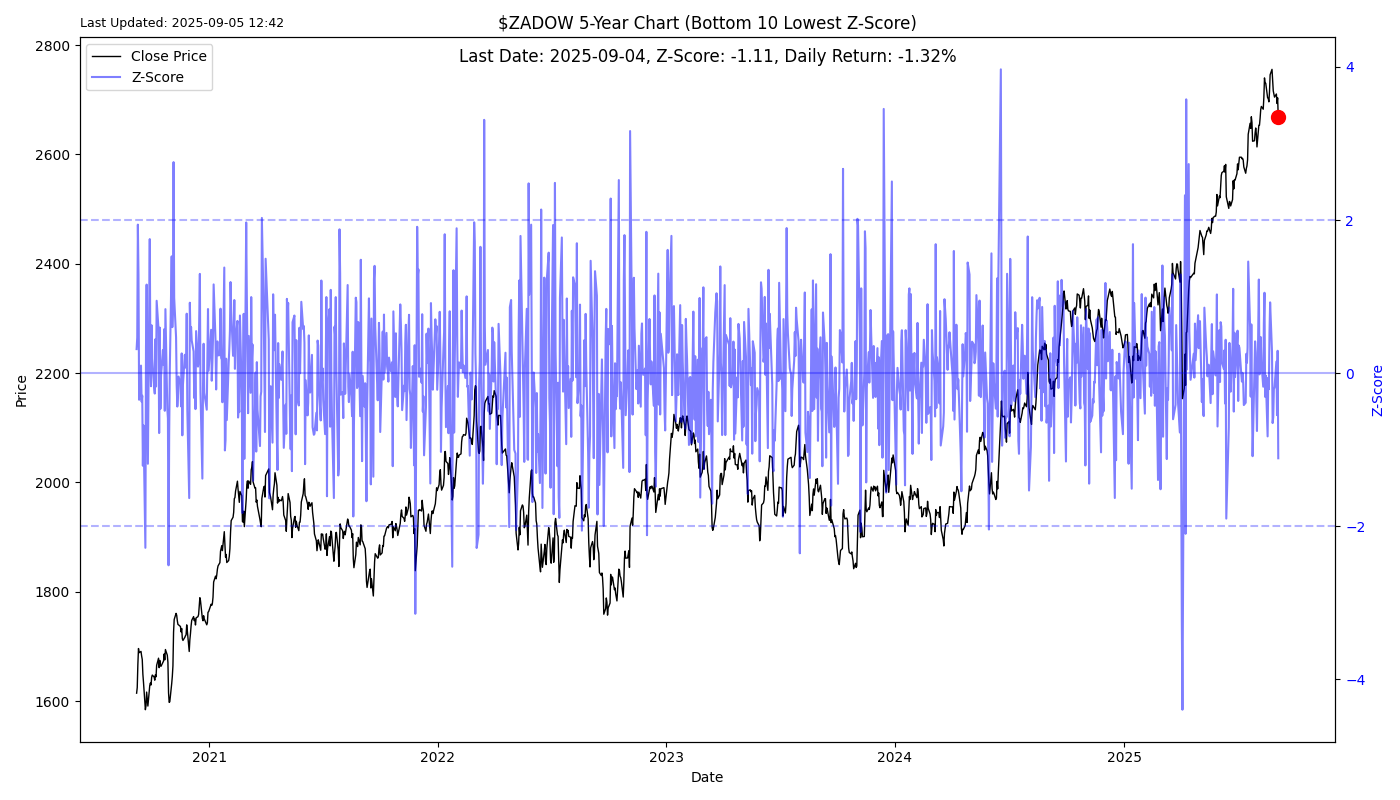 Last Updated: 2025-09-05 12:42
$ZADOW 5-Year Chart (Bottom 10 Lowest Z-Score)
Last Date: 2025-09-04, Z-Score: -1.11, Daily Return: -1.32%
Close Price
Z-Score
2800
2600
2400
2200
2000
1800
1600
Price
4
2
0
−2
−4
Z-Score
2021
2022
2023
2024
2025
Date